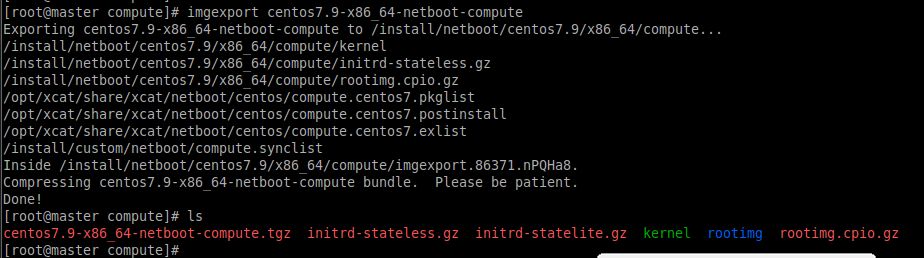 [root@master compute]# imgexport centos7.9-x86_64-netboot-compute
Exporting centos7.9-x86_64-netboot-compute to /install/netboot/centos7.9/x86_64/compute...
/install/netboot/centos7.9/x86_64/compute/kernel
/install/netboot/centos7.9/x86_64/compute/initrd-stateless.gz
/install/netboot/centos7.9/x86_64/compute/rootimg.cpio.gz
/opt/xcat/share/xcat/netboot/centos/compute.centos7.pkglist
/opt/xcat/share/xcat/netboot/centos/compute.centos7.postinstall
/opt/xcat/share/xcat/netboot/centos/compute.centos7.exlist
/install/custom/netboot/compute.synclist
Inside /install/netboot/centos7.9/x86_64/compute/imgexport.86371.nPQHa8.
Compressing centos7.9-x86_64-netboot-compute bundle.  Please be patient.
Done!
[root@master compute]# ls
centos7.9-x86_64-netboot-compute.tgz  initrd-stateless.gz  initrd-statelite.gz  kernel  rootimg  rootimg.cpio.gz
[root@master compute]#